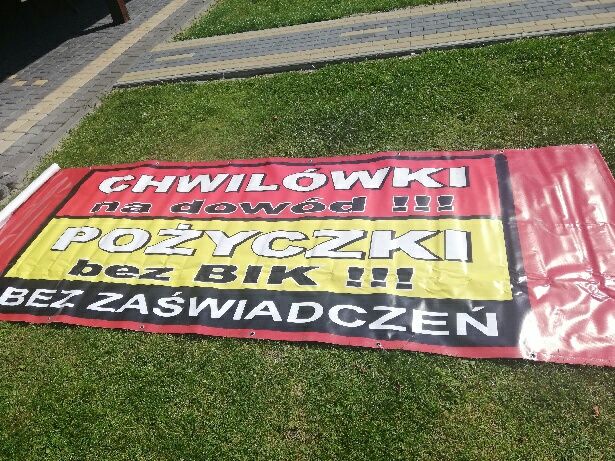 CHWILÓWKI
na dowód !!!
POŻYCZKI
bez BIK !!!
BEZ ZAŚWIADCZEŃ